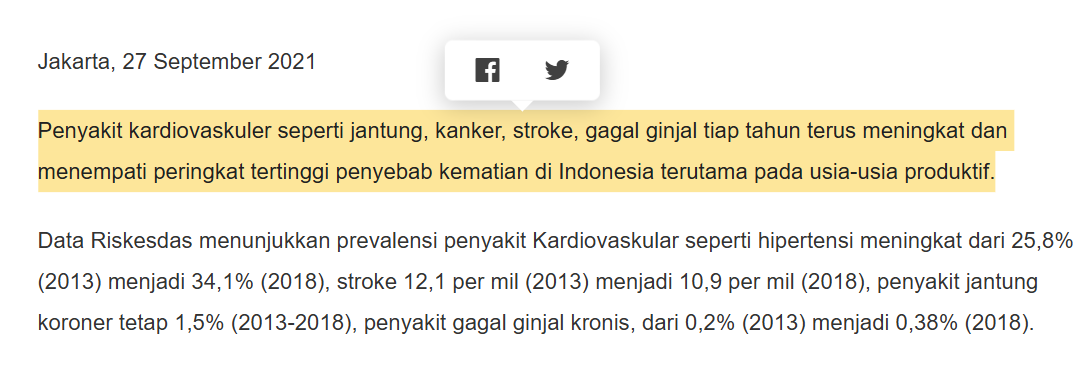 Jakarta, 27 September 2021
Penyakit kardiovaskuler seperti jantung, kanker, stroke, gagal ginjal tiap tahun terus meningkat dan
menempati peringkat tertinggi penyebab kematian di Indonesia terutama pada usia-usia produktif.
Data Riskesdas menunjukkan prevalensi penyakit Kardiovaskular seperti hipertensi meningkat dari 25,8%
(2013) menjadi 34,1% (2018), stroke 12,1 per mil (2013) menjadi 10,9 per mil (2018), penyakit jantung
koroner tetap 1,5% (2013-2018), penyakit gagal ginjal kronis, dari 0,2% (2013) menjadi 0,38% (2018).